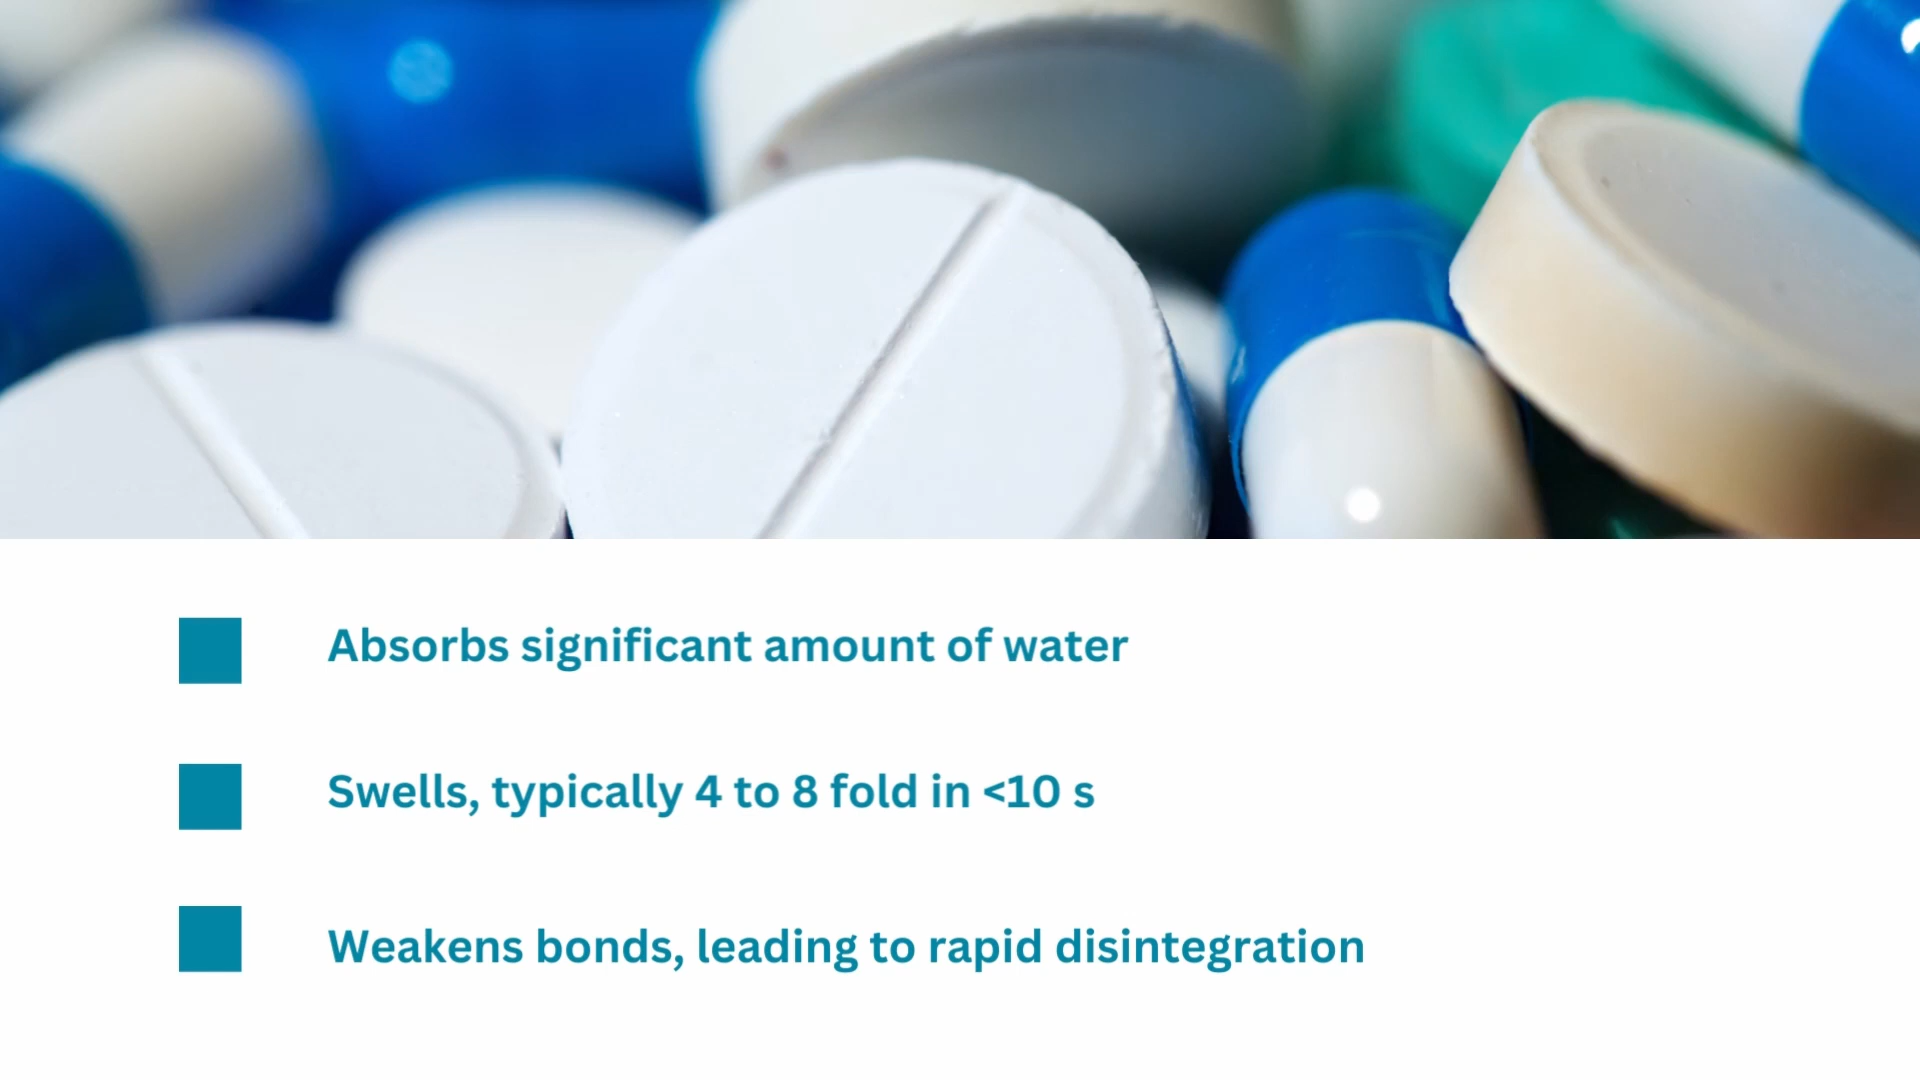 Absorbs significant amount of water
Swells, typically 4 to 8 fold in <10 s
Weakens bonds, leading to rapid disintegration